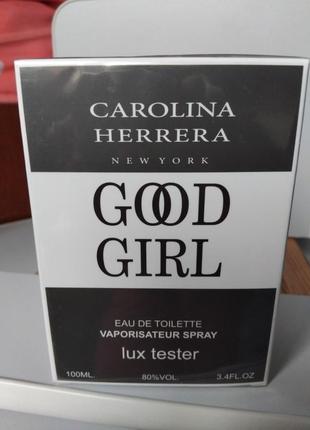 CAROLINA
HERRERA
NEW YORK
GOOD
GIRL
EAU DE TOILETTE
VAPORISATEUR SPRAY
lux tester
100ML. 80%VOL. 3.4FL.OZ